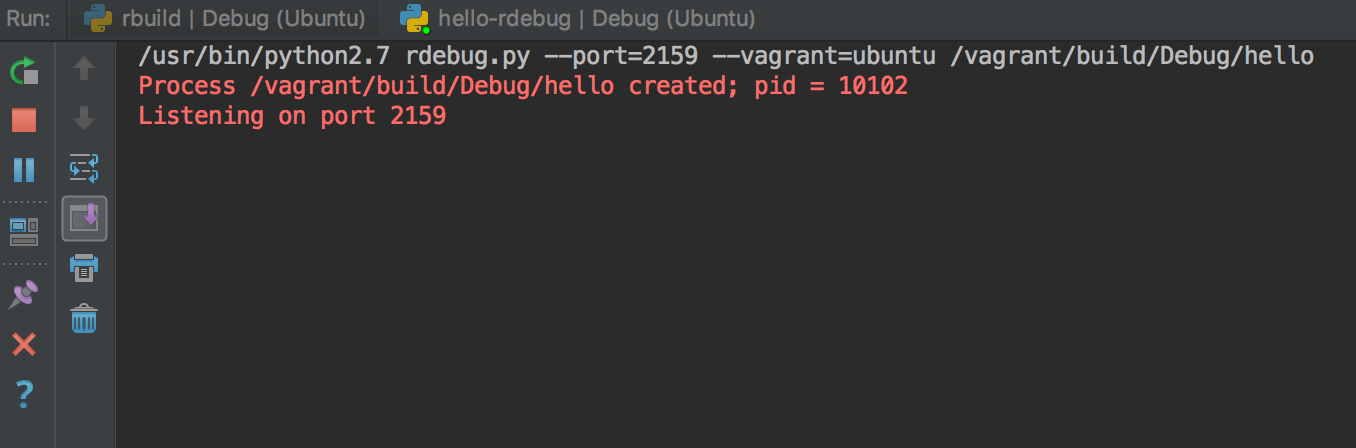 Run: rbuild | Debug (Ubuntu) hello-rdebug | Debug (Ubuntu)
/usr/bin/python2.7 rdebug.py --port=2159 --vagrant=ubuntu /vagrant/build/Debug/hello
Process /vagrant/build/Debug/hello created; pid = 10102
Listening on port 2159